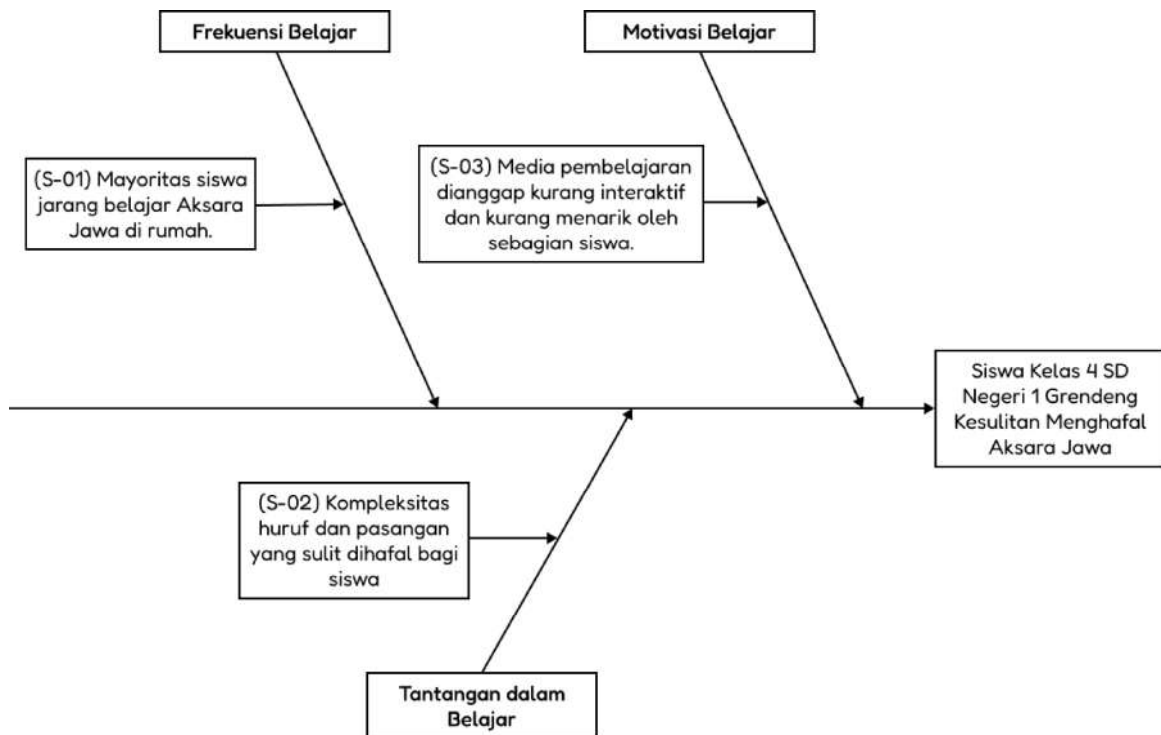 Frekuensi Belajar
Motivasi Belajar
(S-01) Mayoritas siswa
jarang belajar Aksara
Jawa di rumah.
(S-03) Media pembelajaran
dianggap kurang interaktif
dan kurang menarik oleh
sebagian siswa.
Siswa Kelas 4 SD
Negeri 1 Grendeng
Kesulitan Menghafal
Aksara Jawa
(S-02) Kompleksitas
huruf dan pasangan
yang sulit dihafal bagi
siswa
Tantangan dalam
Belajar